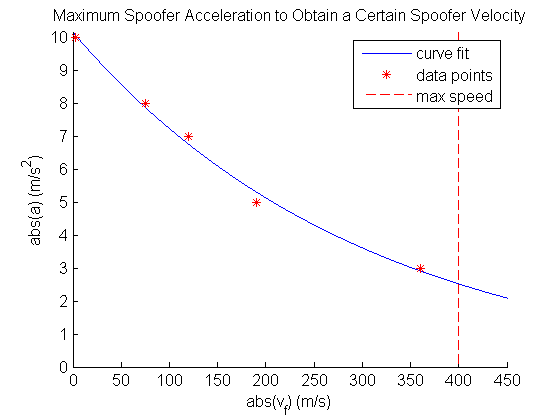 Maximum Spoofer Acceleration to Obtain a Certain Spoofer Velocity
curve fit
data points
max speed
abs(a) (m/s²)
10
9
8
7
6
5
4
3
2
1
0
0 50 100 150 200 250 300 350 400 450
abs(v_f) (m/s)